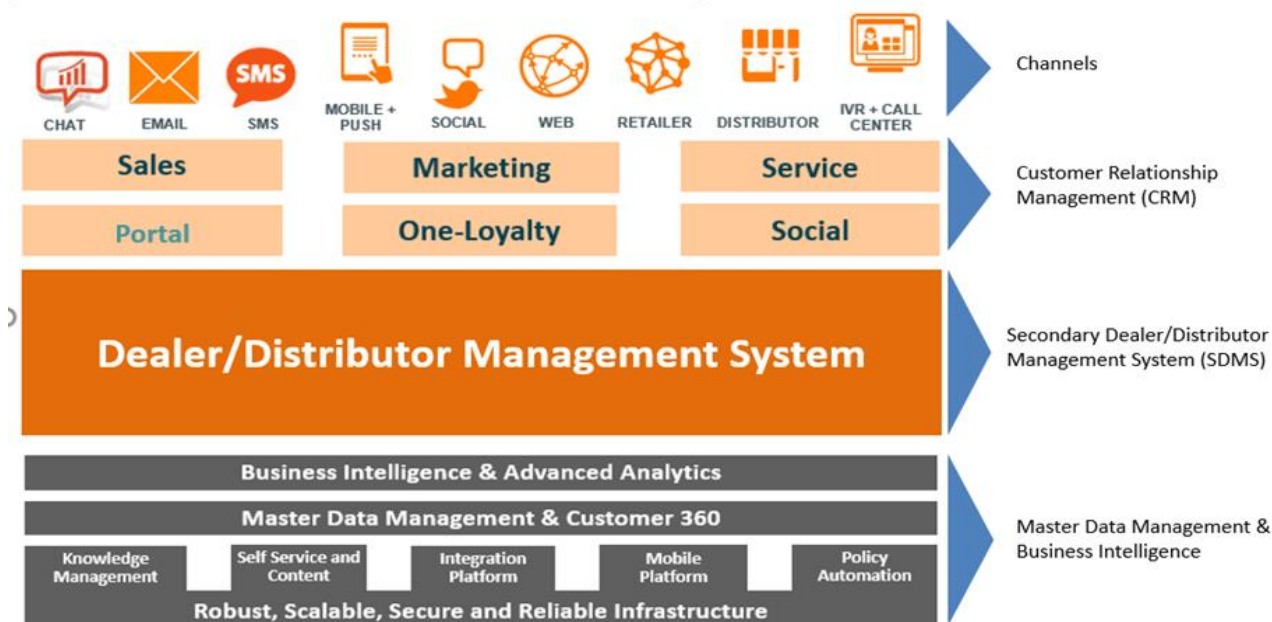 SMS
CHAT
EMAIL
SMS
MOBILE +
PUSH
SOCIAL
WEB
RETAILER
DISTRIBUTOR
IVR + CALL
CENTER
Channels
Sales
Marketing
Service
Portal
One-Loyalty
Social
Customer Relationship
Management (CRM)
Dealer/Distributor Management System
Secondary Dealer/Distributor
Management System (SDMS)
Business Intelligence & Advanced Analytics
Master Data Management & Customer 360
Knowledge
Management
Self Service and
Content
Integration
Platform
Mobile
Platform
Policy
Automation
Robust, Scalable, Secure and Reliable Infrastructure
Master Data Management &
Business Intelligence